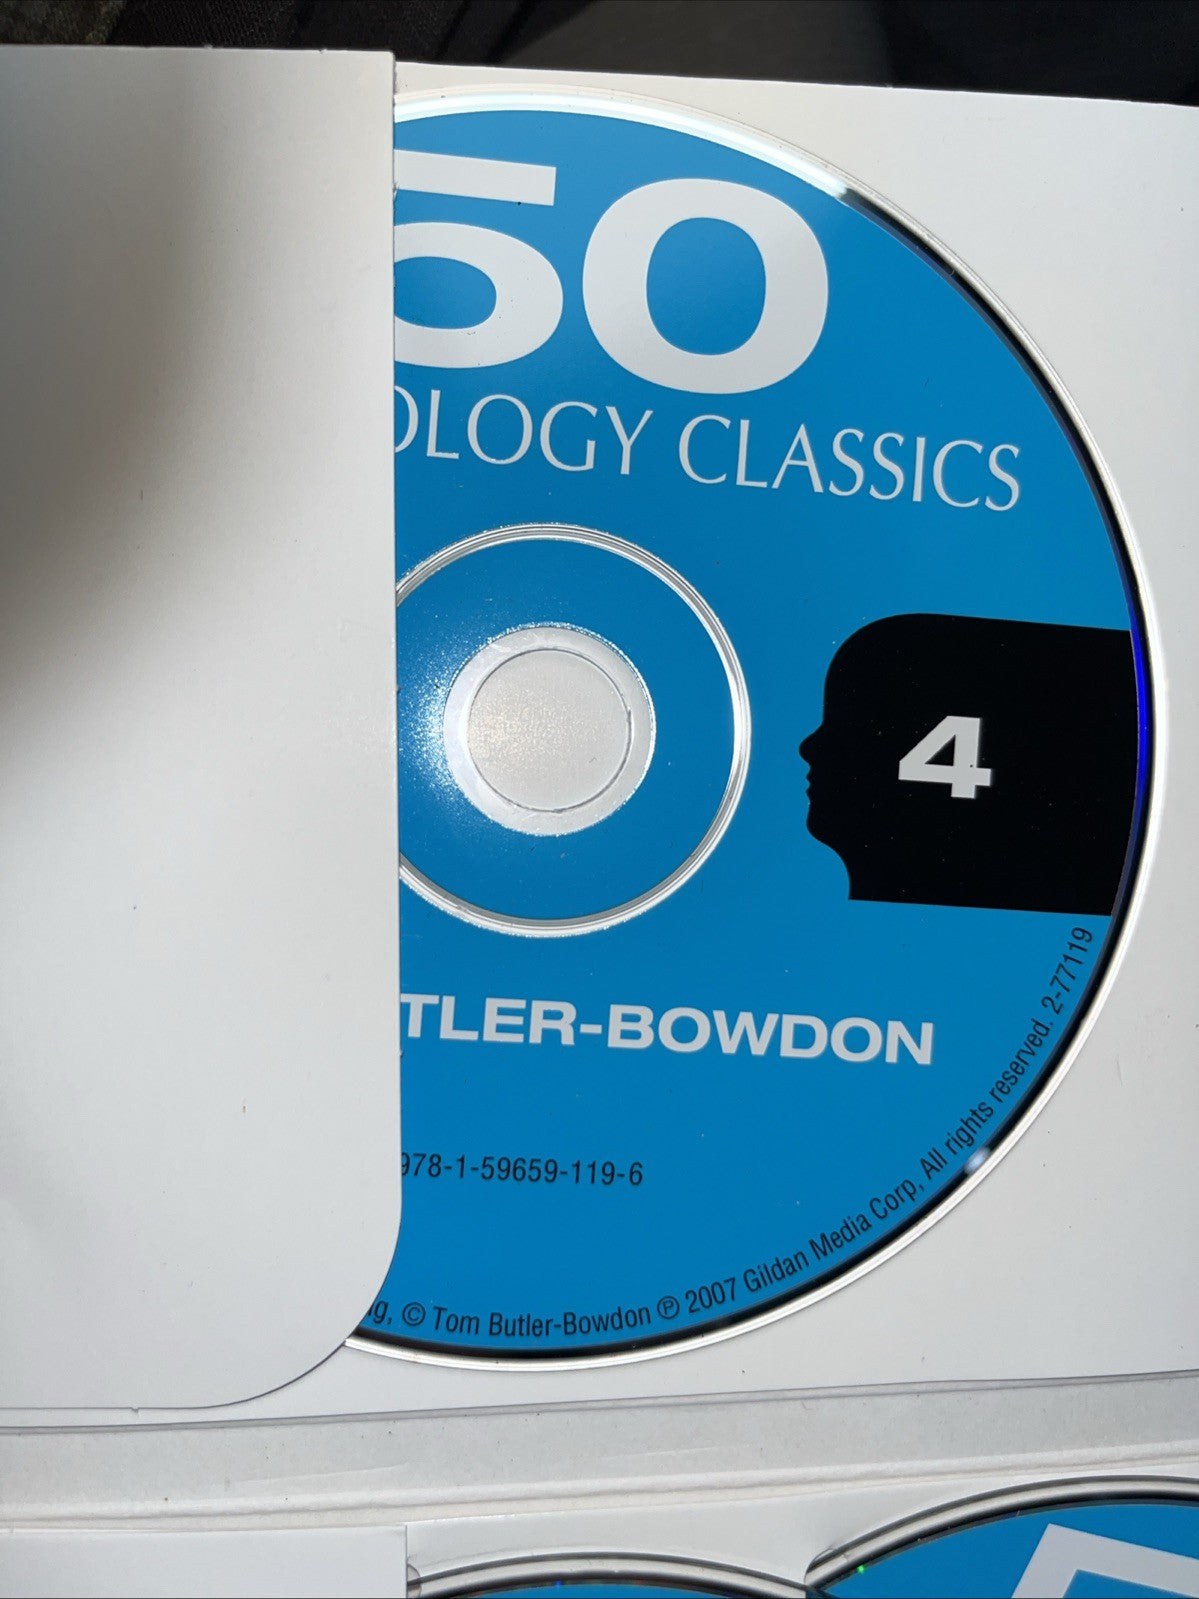 50
OLOGY CLASSICS
4
TLER-BOWDON
978-1-59659-119-6
g, © Tom Butler-Bowdon ℗ 2007 Gildan Media Corp, All rights reserved. 2-77119